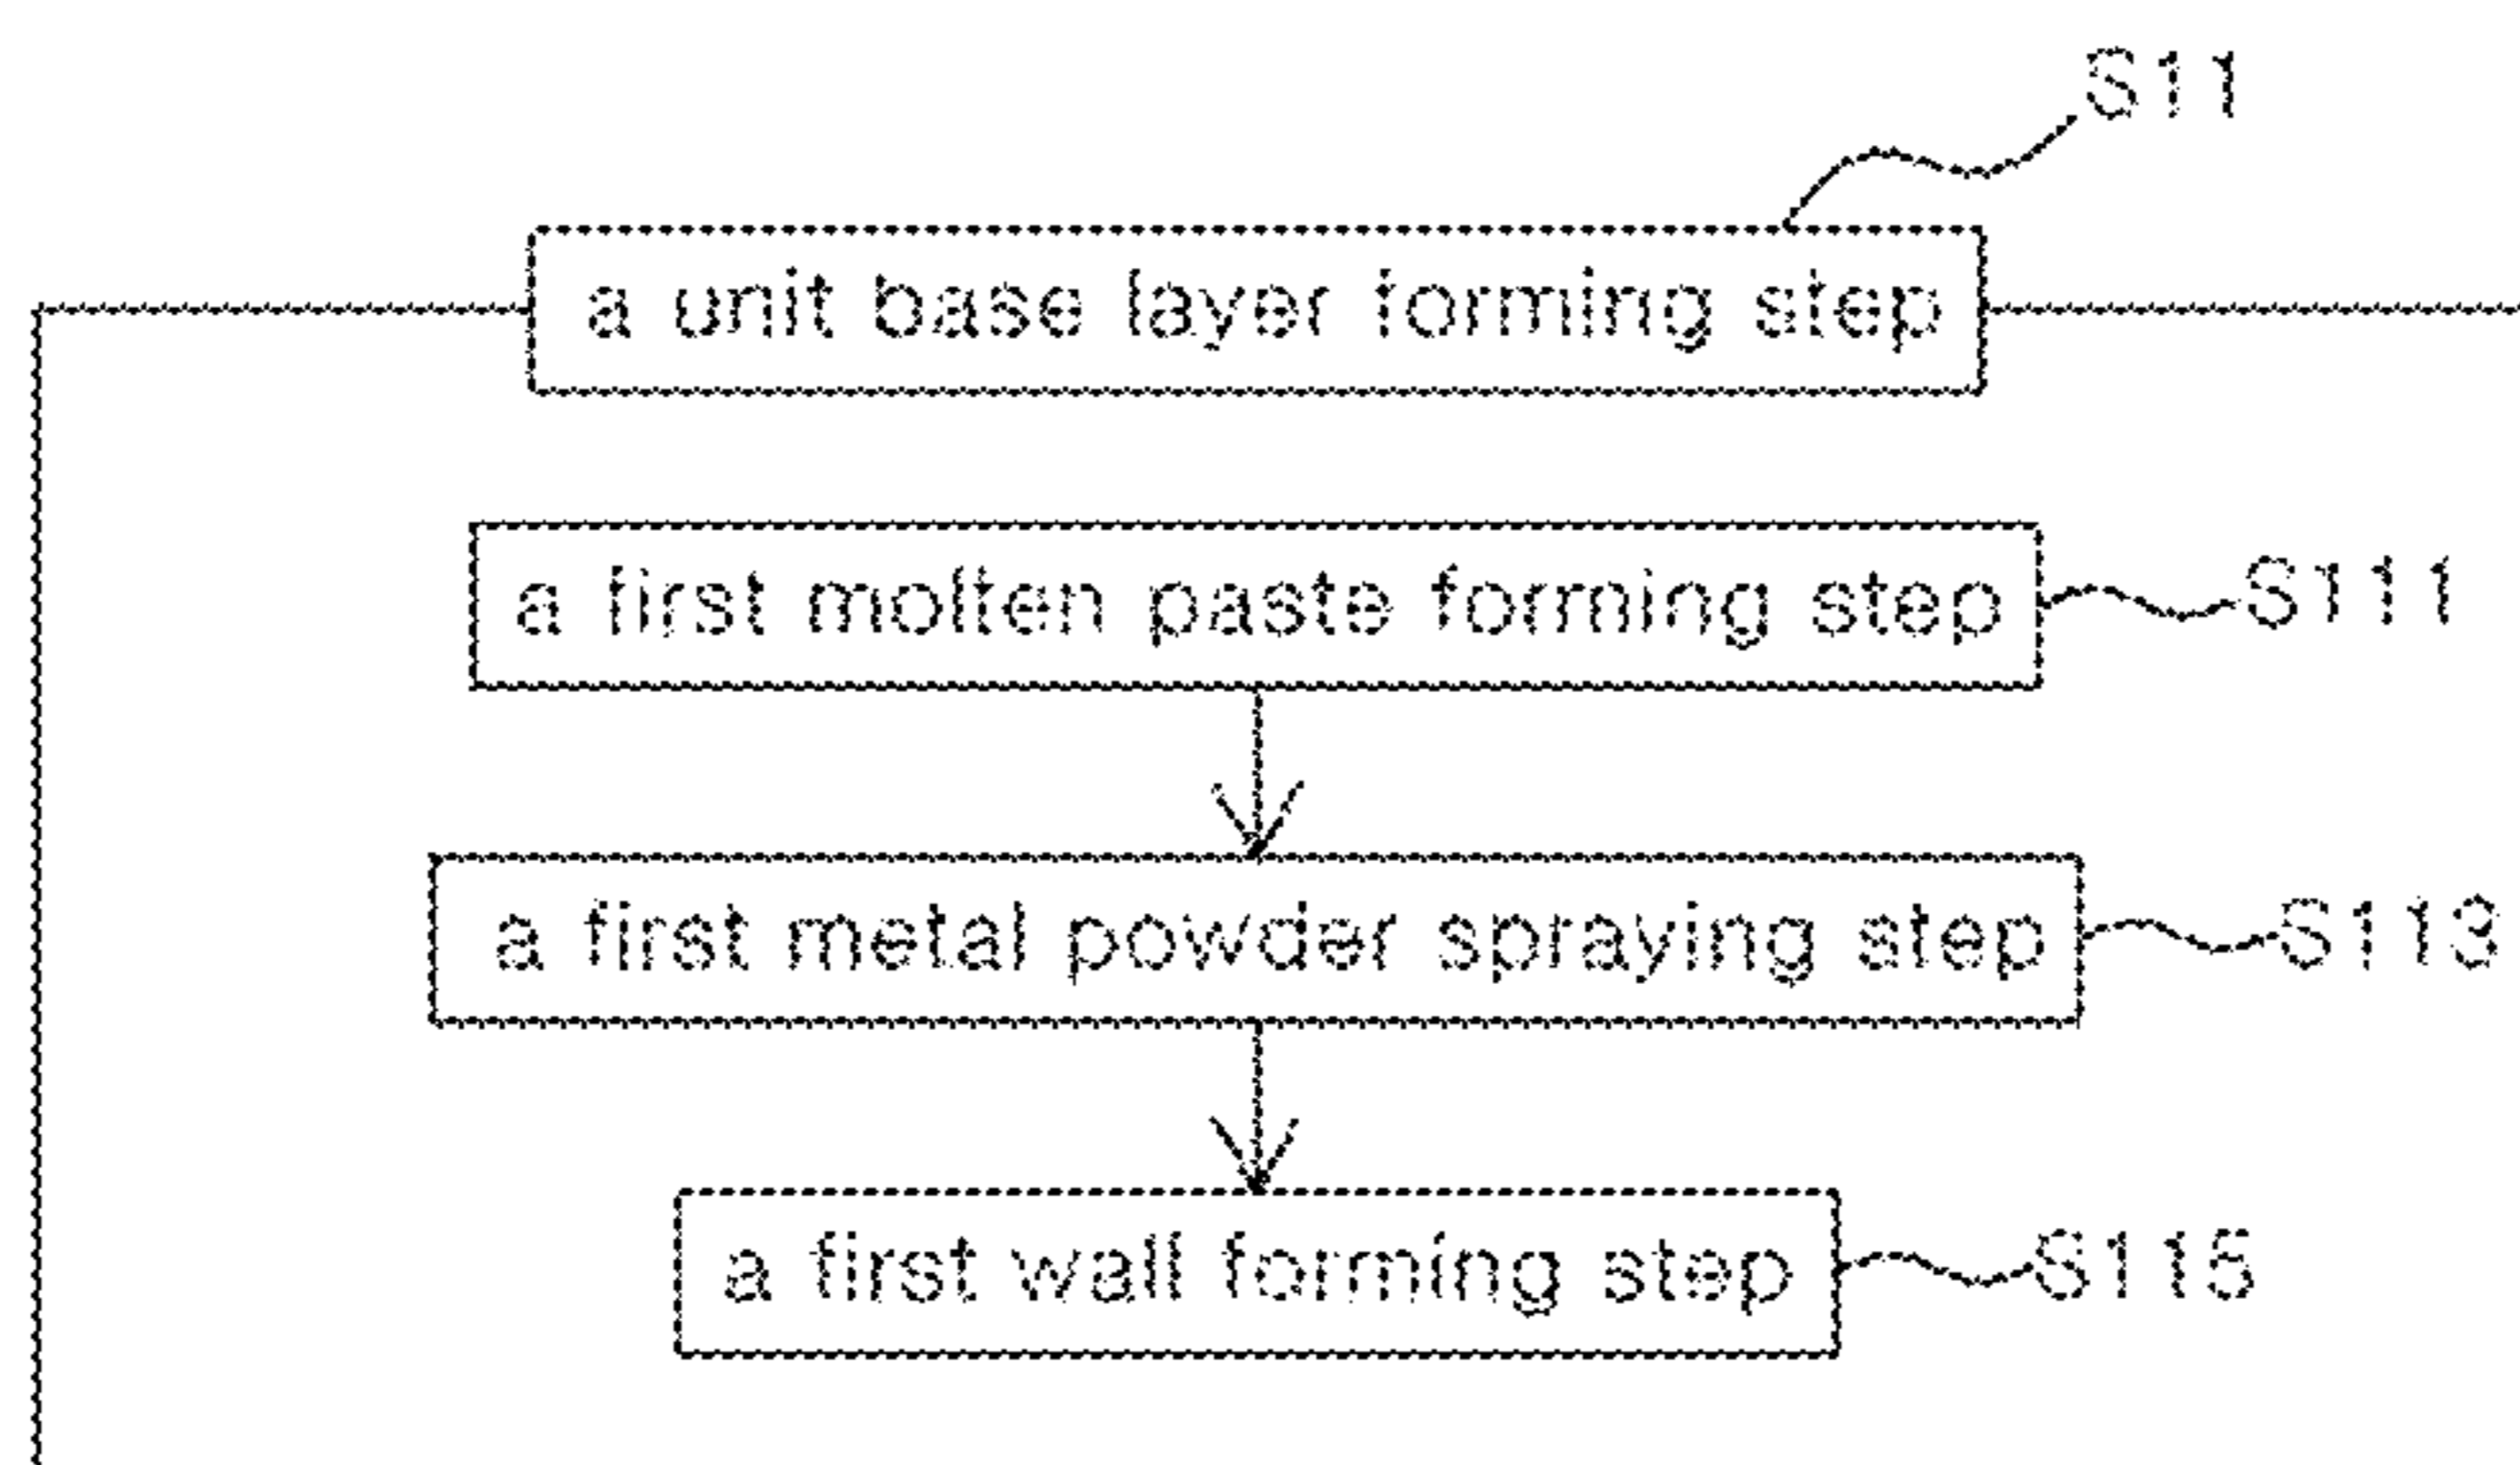 S11
a unit base layer forming step
a first molten paste forming step
S111
a first metal powder spraying step
S113
a first wall forming step
S115